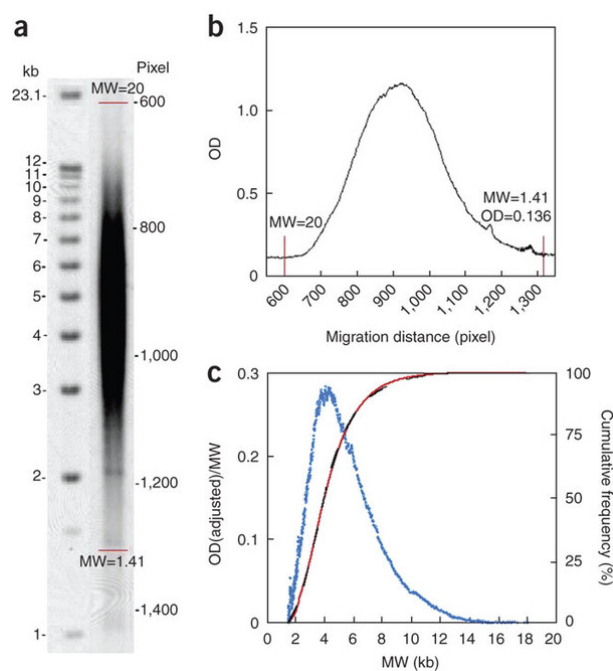 a
kb
Pixel
MW=20
23.1-
-600
12
11
10
9
8
7
6
5
4
3
2
1
-800
-1,000
-1,200
MW=1.41
-1,400
b
1.5
1.0
0.5
0
OD
MW=20
MW=1.41
OD=0.136
600 700 800 900 1,000 1,100 1,200 1,300
Migration distance (pixel)
c
0.3
0.2
0.1
0
OD(adjusted)/MW
100
75
50
25
0
Cumulative frequency (%)
0 2 4 6 8 10 12 14 16 18 20
MW (kb)